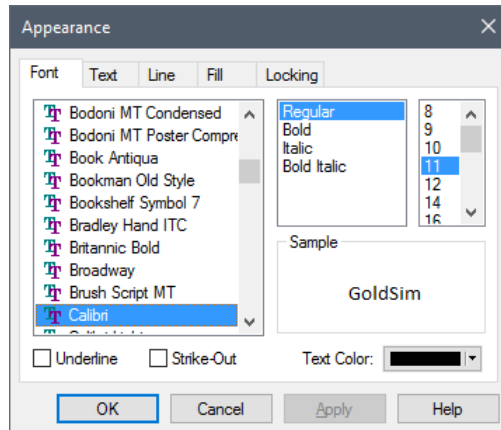 Appearance
Font Text Line Fill Locking
Bodoni MT Condensed
Bodoni MT Poster Compre
Book Antiqua
Bookman Old Style
Bookshelf Symbol 7
Bradley Hand ITC
Britannic Bold
Broadway
Brush Script MT
Calibri
Regular
Bold
Italic
Bold Italic
8
9
10
11
12
14
16
Sample
GoldSim
Underline Strike-Out Text Color:
OK Cancel Apply Help